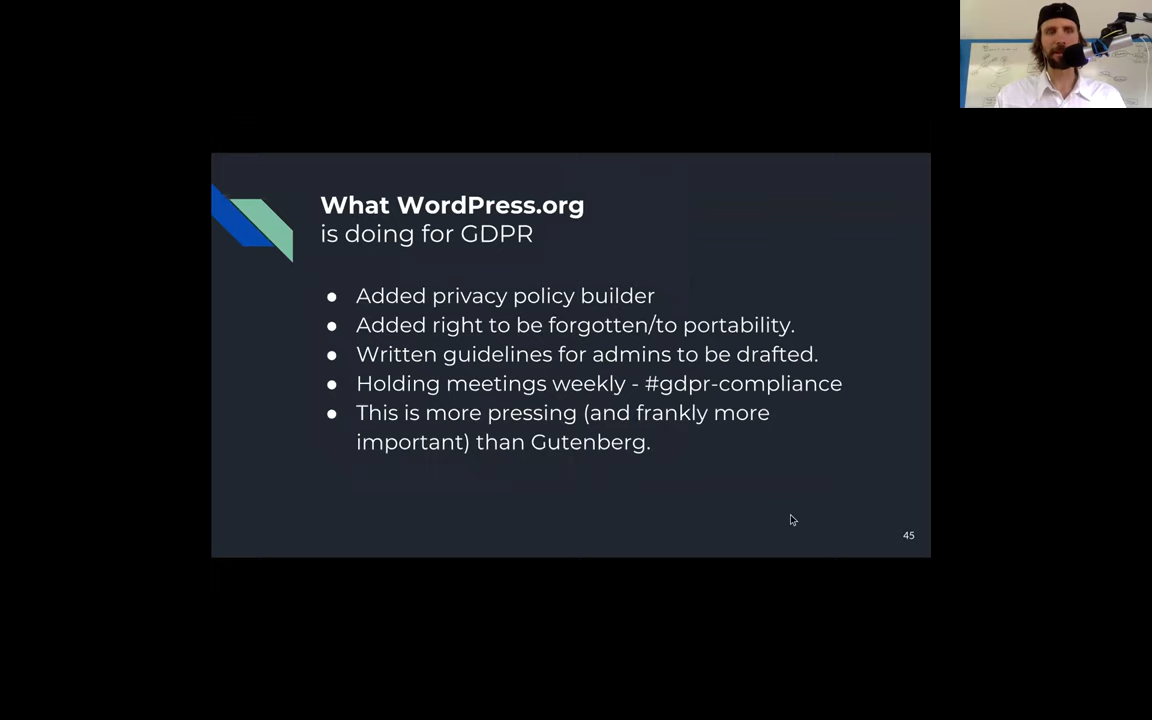 What WordPress.org
is doing for GDPR
● Added privacy policy builder
● Added right to be forgotten/to portability.
● Written guidelines for admins to be drafted.
● Holding meetings weekly - #gdpr-compliance
● This is more pressing (and frankly more
important) than Gutenberg.
45